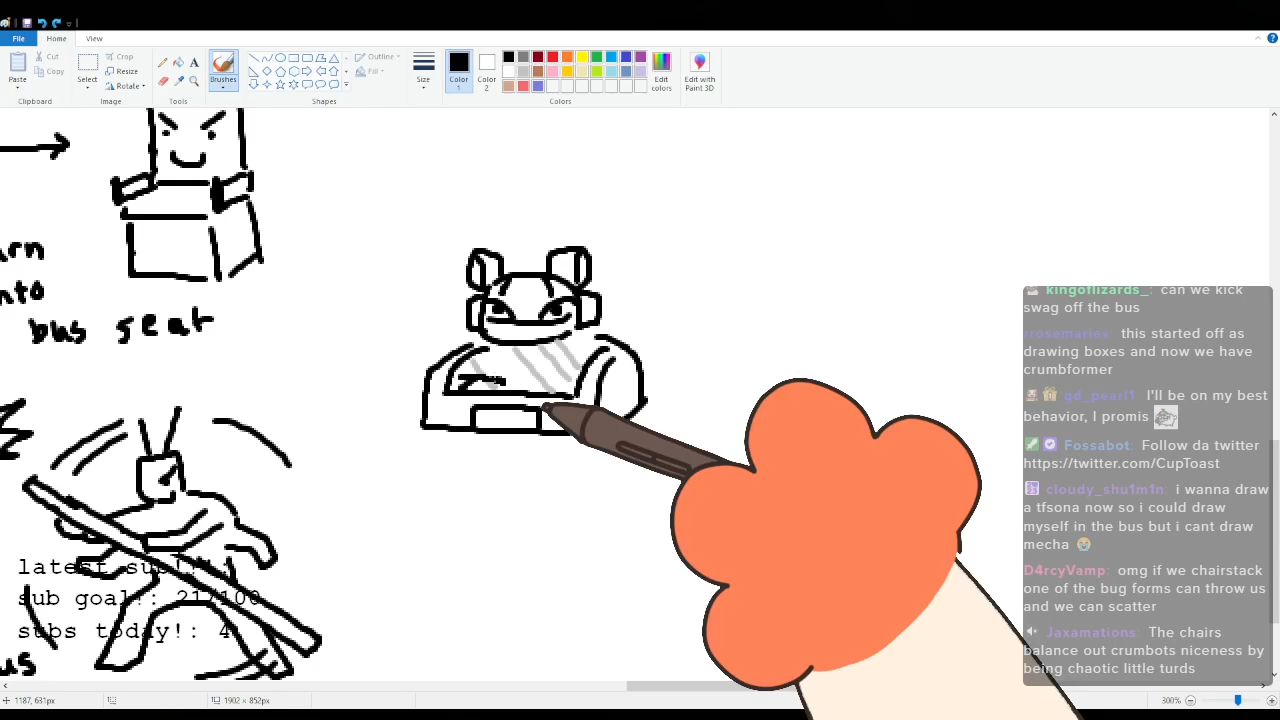 File Home View
Paste
Cut
Copy
Clipboard
Select
Crop
Resize
Rotate
Image
Tools
Brushes
Shapes
Outline
Fill
Size
Color 1
Color 2
Edit colors
Colors
Edit with Paint 3D
rn
nto
bus seat
us
latest sub!!:
sub goal!: 21/100
subs today!: 4
kingoflizards_: can we kick
swag off the bus
rrosemaries this started off as
drawing boxes and now we have
crumbformer
gd_pearl1 I'll be on my best
behavior, I promis
Fossabot: Follow da twitter
https://twitter.com/CupToast
cloudy_shu1m1n: i wanna draw
a tfsona now so i could draw
myself in the bus but i cant draw
mecha
D4rcyVamp: omg if we chairstack
one of the bug forms can throw us
and we can scatter
Jaxamations: The chairs
balance out crumbots niceness by
being chaotic little turds
1187, 631px
1902 × 852px
300%